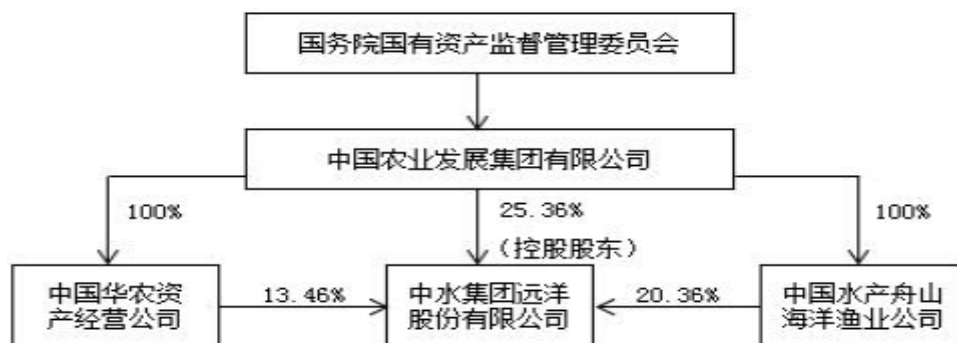 国务院国有资产监督管理委员会
中国农业发展集团有限公司
100%
25.36%
100%
（控股股东）
中国华农资
产经营公司
13.46%
中水集团远洋
股份有限公司
20.36%
中国水产舟山
海洋渔业公司